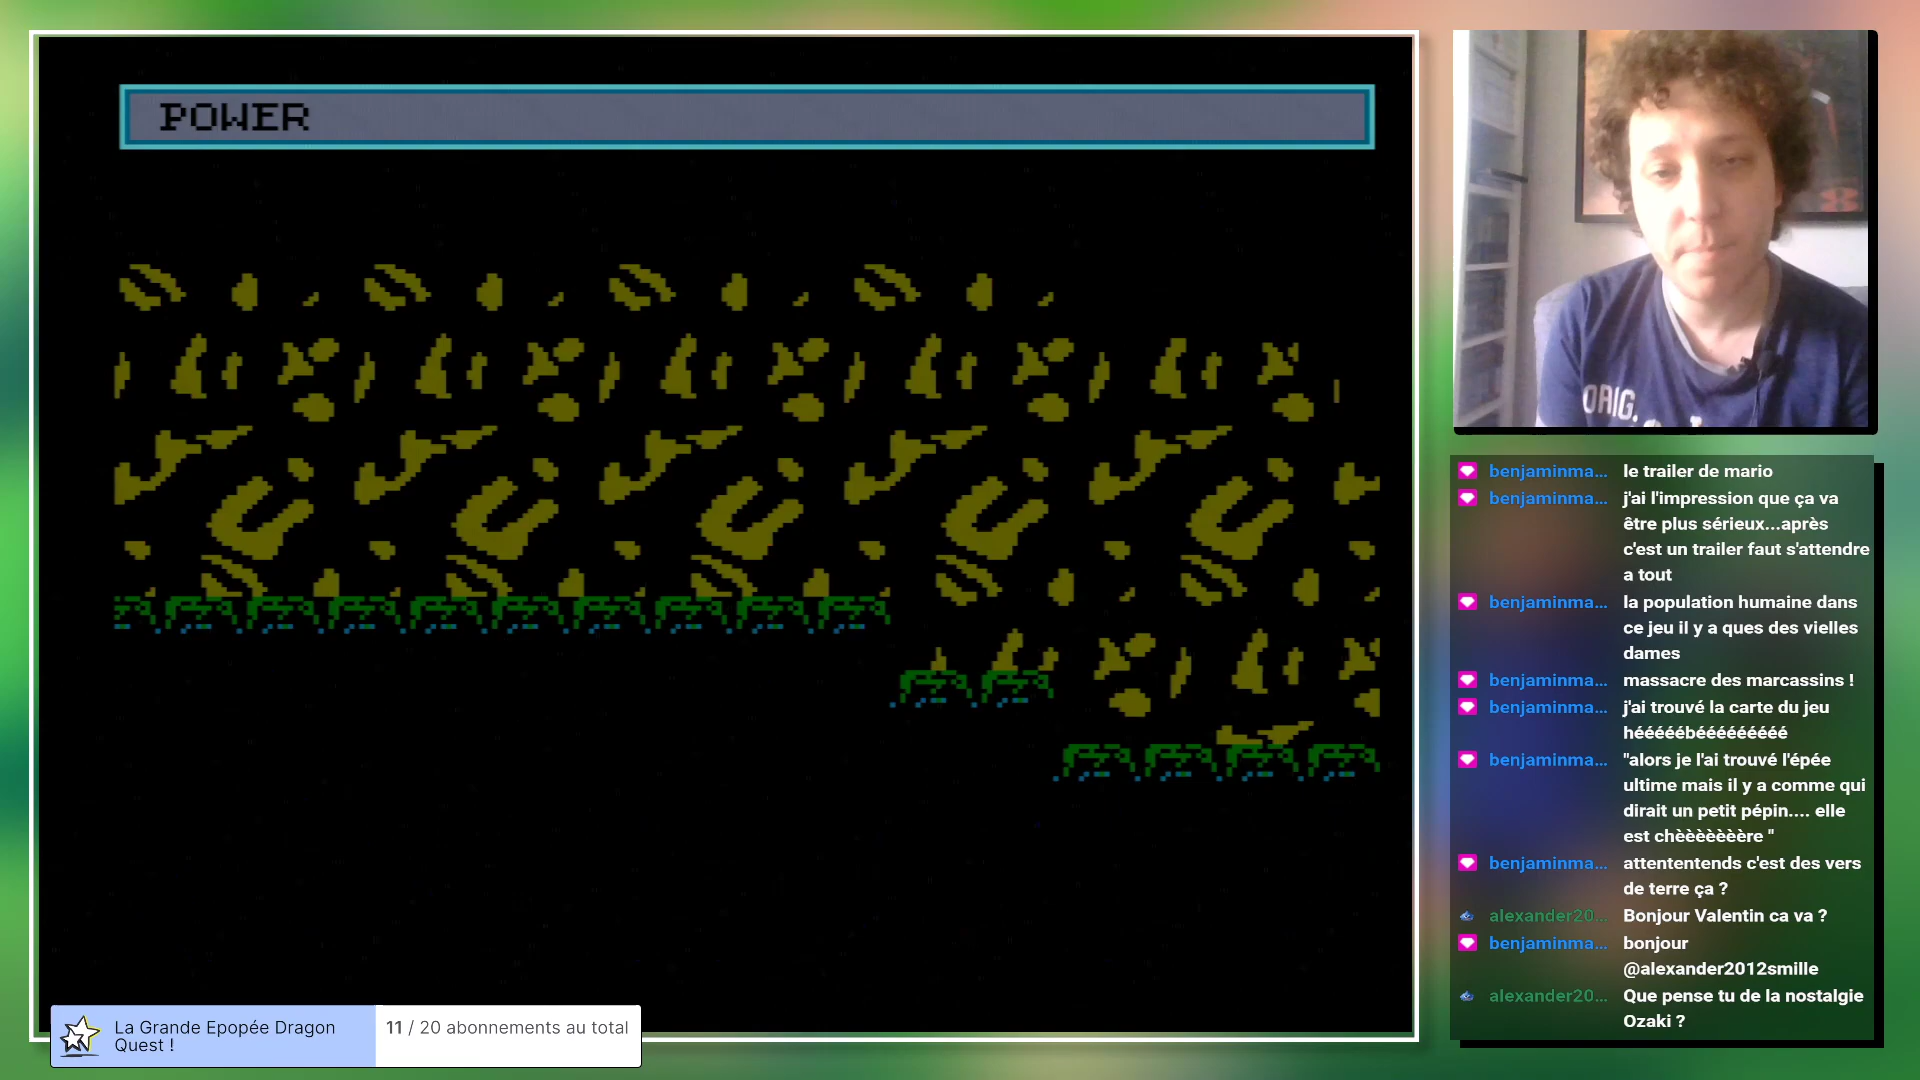 POWER
ORIG.
benjaminma... le trailer de mario
benjaminma... j'ai l'impression que ça va
être plus sérieux...après
c'est un trailer faut s'attendre
a tout
benjaminma... la population humaine dans
ce jeu il y a ques des vielles
dames
benjaminma... massacre des marcassins !
benjaminma... j'ai trouvé la carte du jeu
hééééébééééééééé
benjaminma... "alors je l'ai trouvé l'épée
ultime mais il y a comme qui
dirait un petit pépin.... elle
est chèèèèèèère "
benjaminma... attententends c'est des vers
de terre ça ?
alexander20... Bonjour Valentin ca va ?
benjaminma... bonjour
@alexander2012smille
alexander20... Que pense tu de la nostalgie
Ozaki ?
La Grande Epopée Dragon
Quest !
11 / 20 abonnements au total